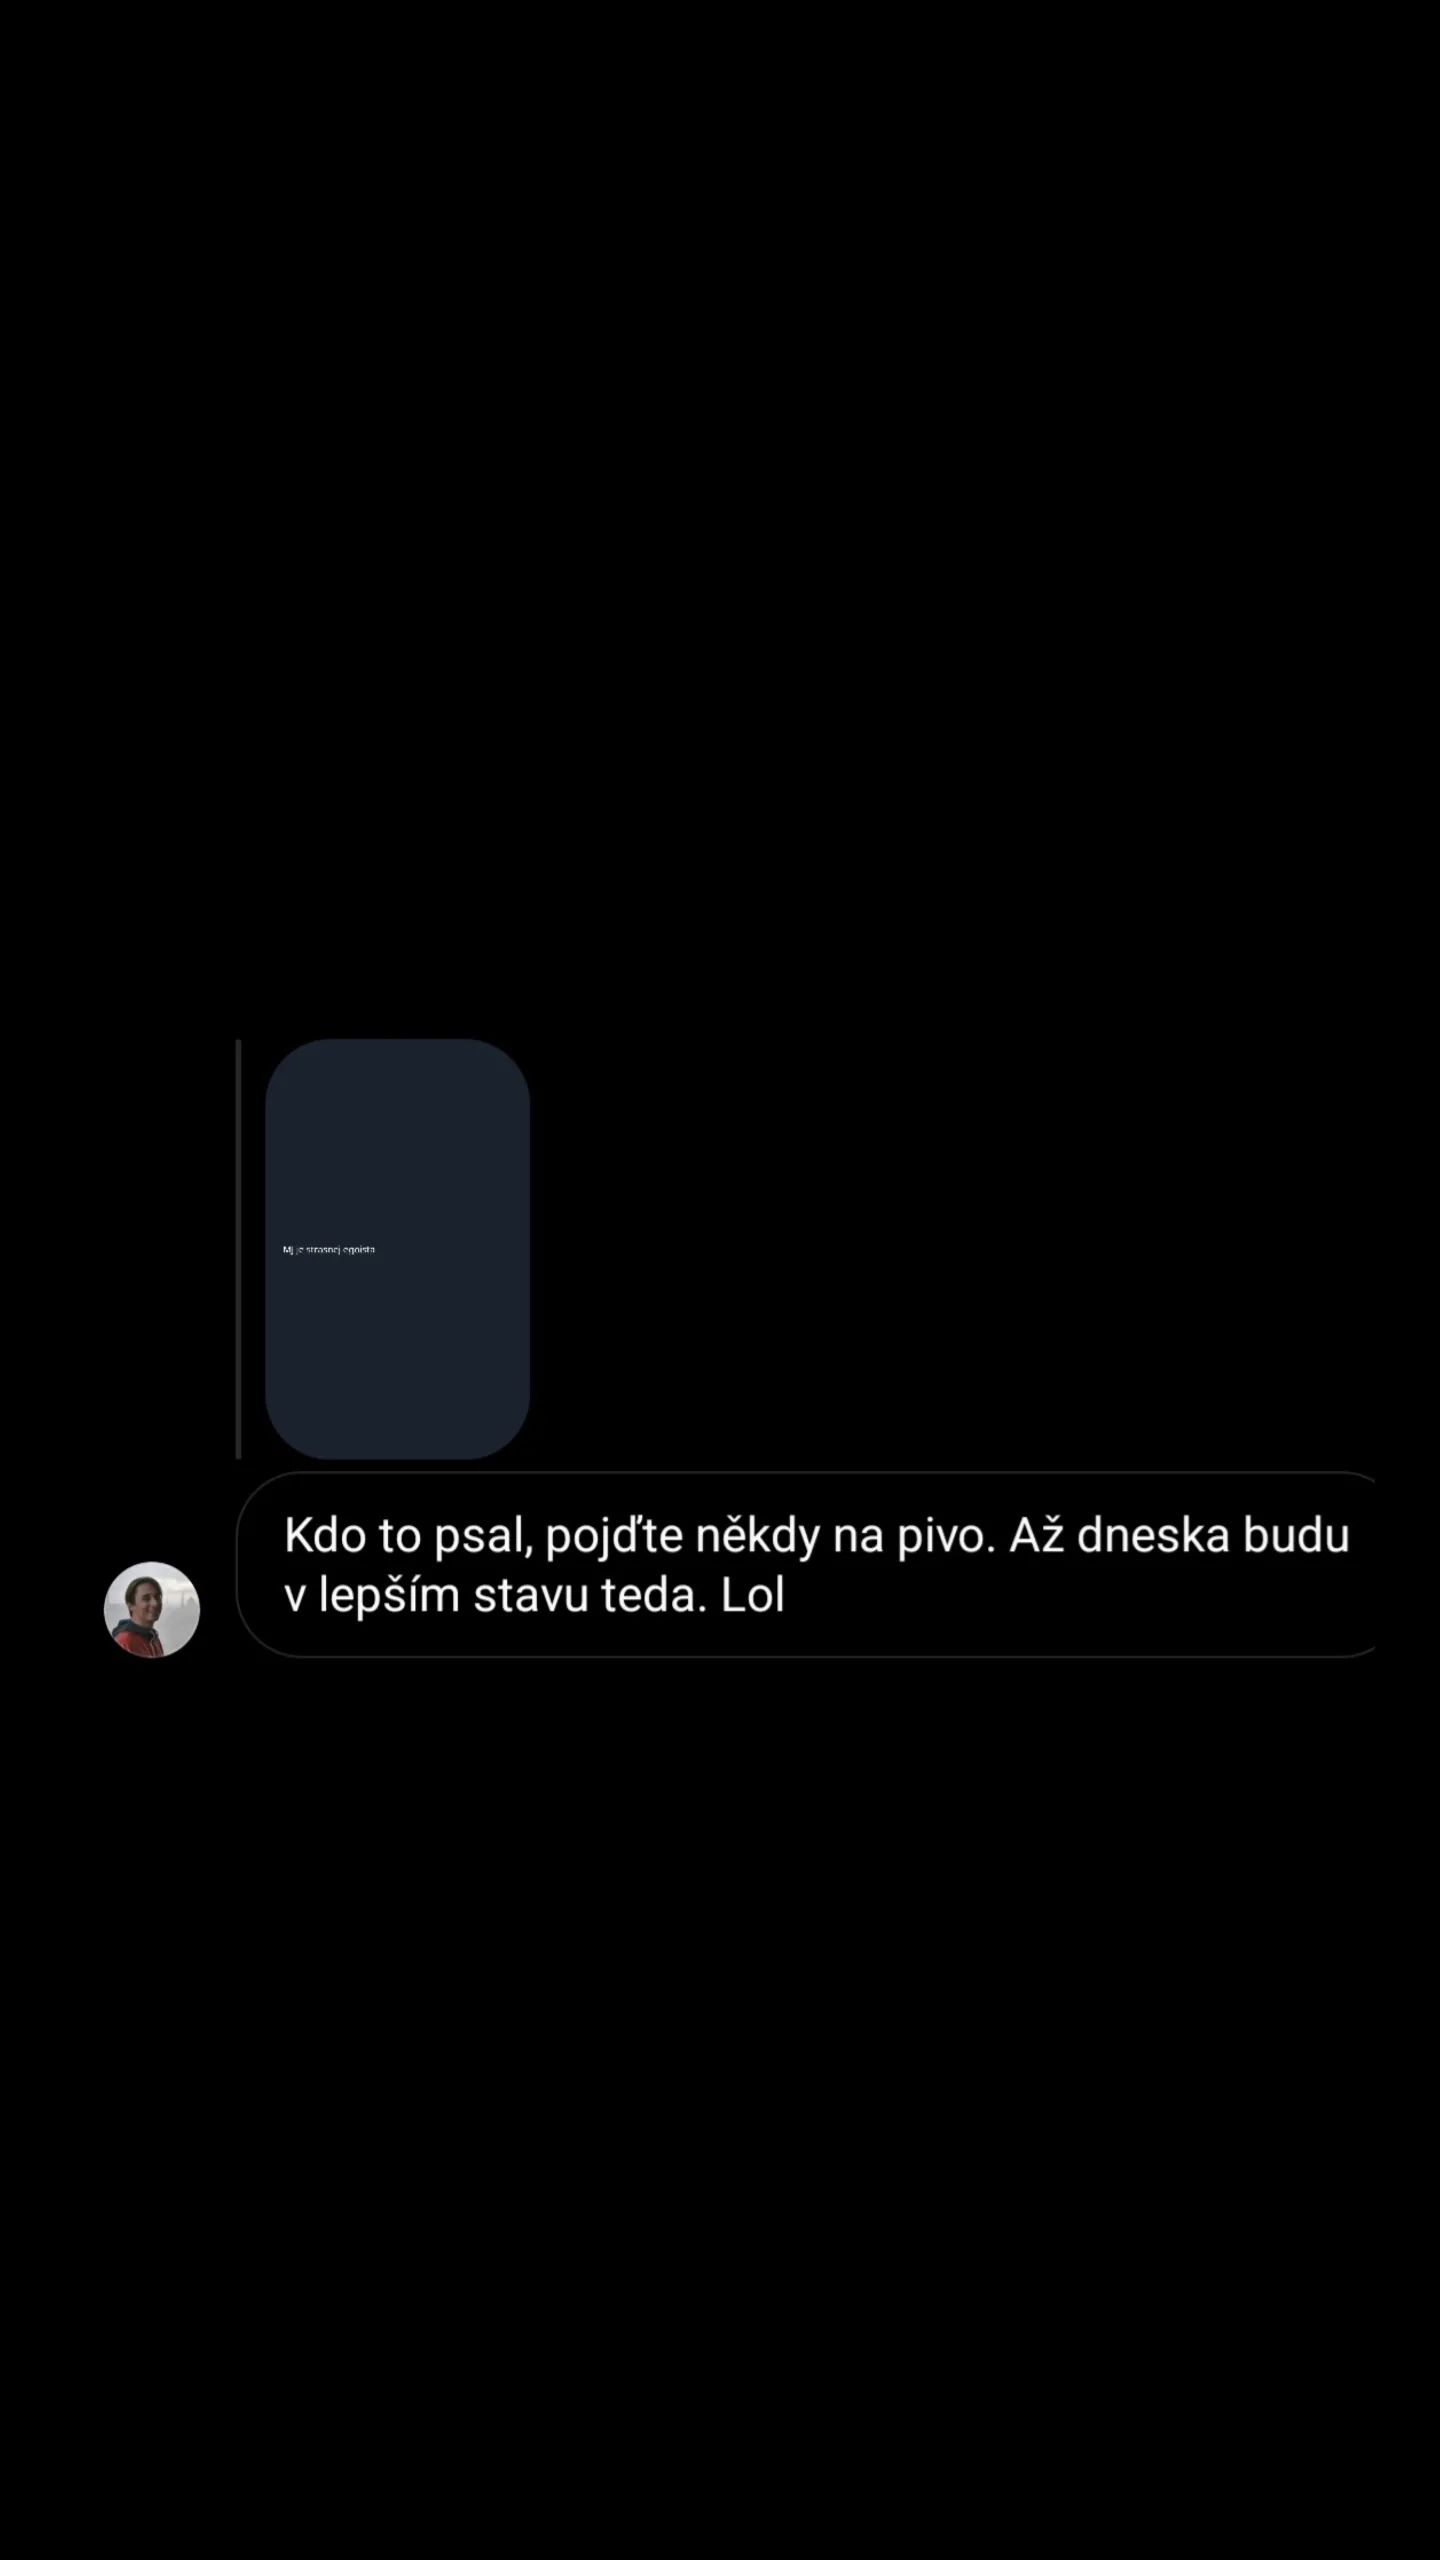 MJ je strasnej egoista
Kdo to psal, pojďte někdy na pivo. Až dneska budu
v lepším stavu teda. Lol